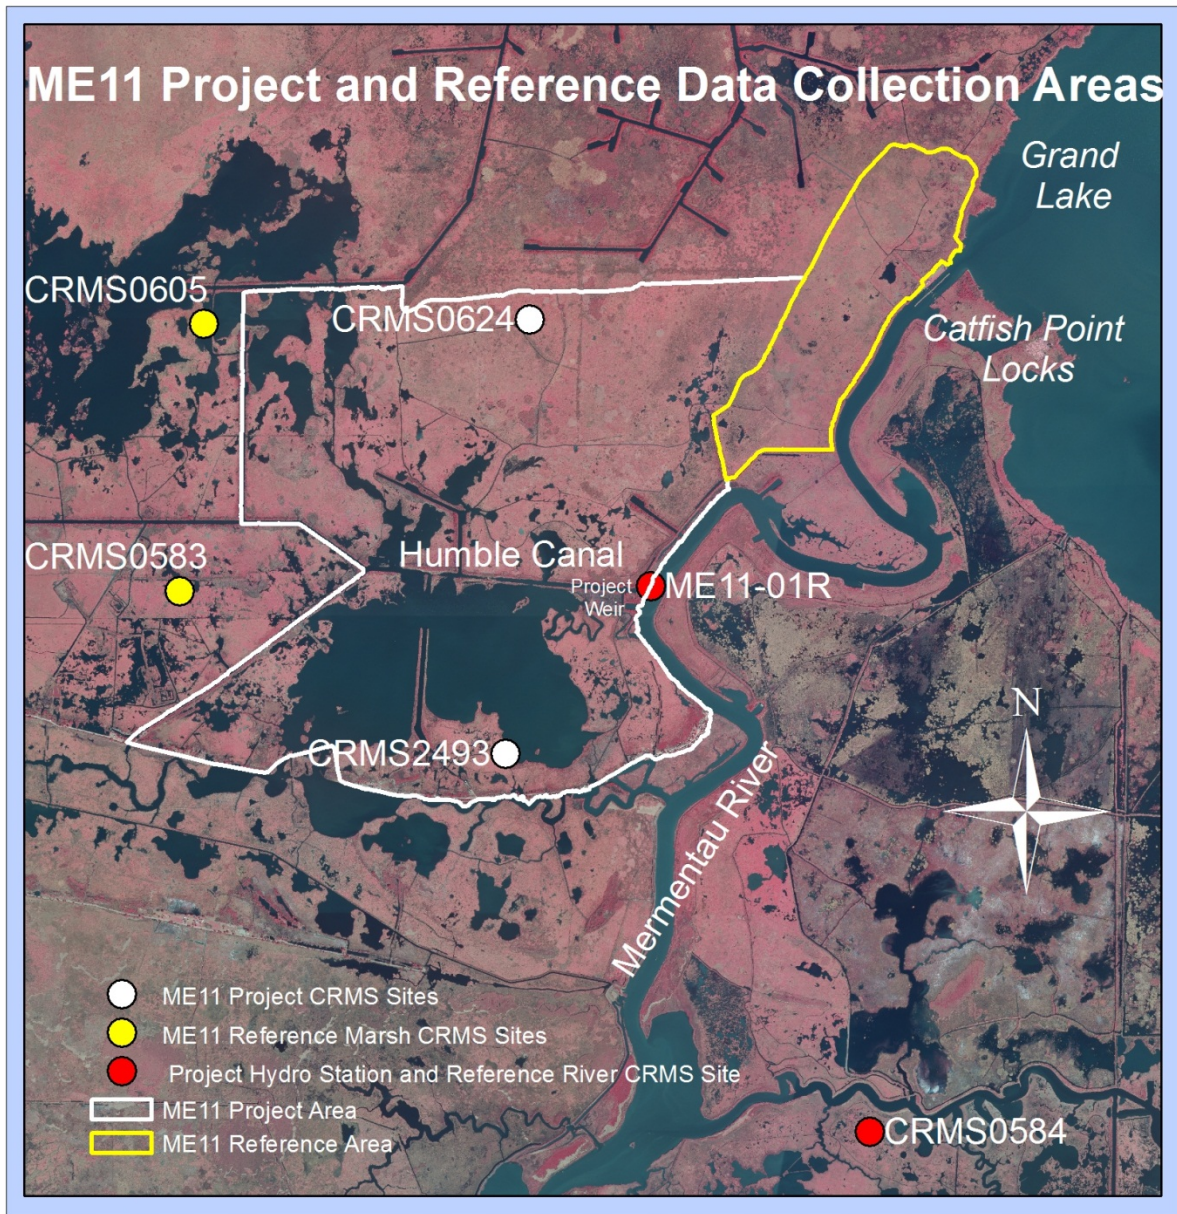 ME11 Project and Reference Data Collection Areas
Grand
Lake
CRMS0605
CRMS0624
Catfish Point
Locks
CRMS0583
Humble Canal
Project
Weir
ME11-01R
N
CRMS2493
Mermentau River
ME11 Project CRMS Sites
ME11 Reference Marsh CRMS Sites
Project Hydro Station and Reference River CRMS Site
ME11 Project Area
ME11 Reference Area
CRMS0584